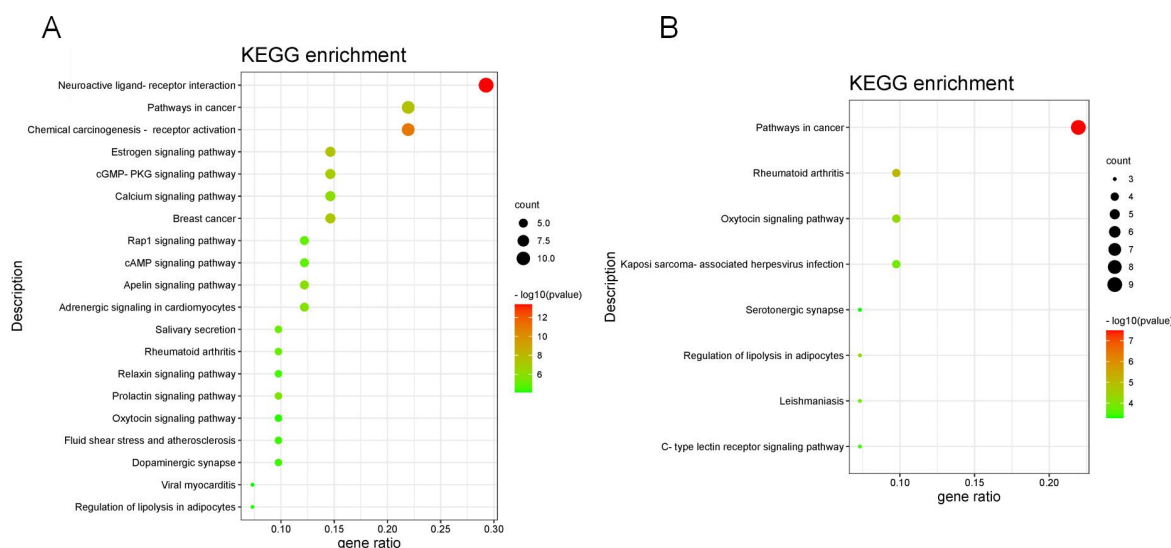 A
KEGG enrichment
Description
Neuroactive ligand- receptor interaction
Pathways in cancer
Chemical carcinogenesis - receptor activation
Estrogen signaling pathway
cGMP- PKG signaling pathway
Calcium signaling pathway
Breast cancer
Rap1 signaling pathway
cAMP signaling pathway
Apelin signaling pathway
Adrenergic signaling in cardiomyocytes
Salivary secretion
Rheumatoid arthritis
Relaxin signaling pathway
Prolactin signaling pathway
Oxytocin signaling pathway
Fluid shear stress and atherosclerosis
Dopaminergic synapse
Viral myocarditis
Regulation of lipolysis in adipocytes
0.10 0.15 0.20 0.25 0.30
gene ratio
count
5.0
7.5
10.0
- log10(pvalue)
12
10
8
6
B
KEGG enrichment
Description
Pathways in cancer
Rheumatoid arthritis
Oxytocin signaling pathway
Kaposi sarcoma- associated herpesvirus infection
Serotonergic synapse
Regulation of lipolysis in adipocytes
Leishmaniasis
C- type lectin receptor signaling pathway
0.10 0.15 0.20
gene ratio
count
3
4
5
6
7
8
9
- log10(pvalue)
7
6
5
4